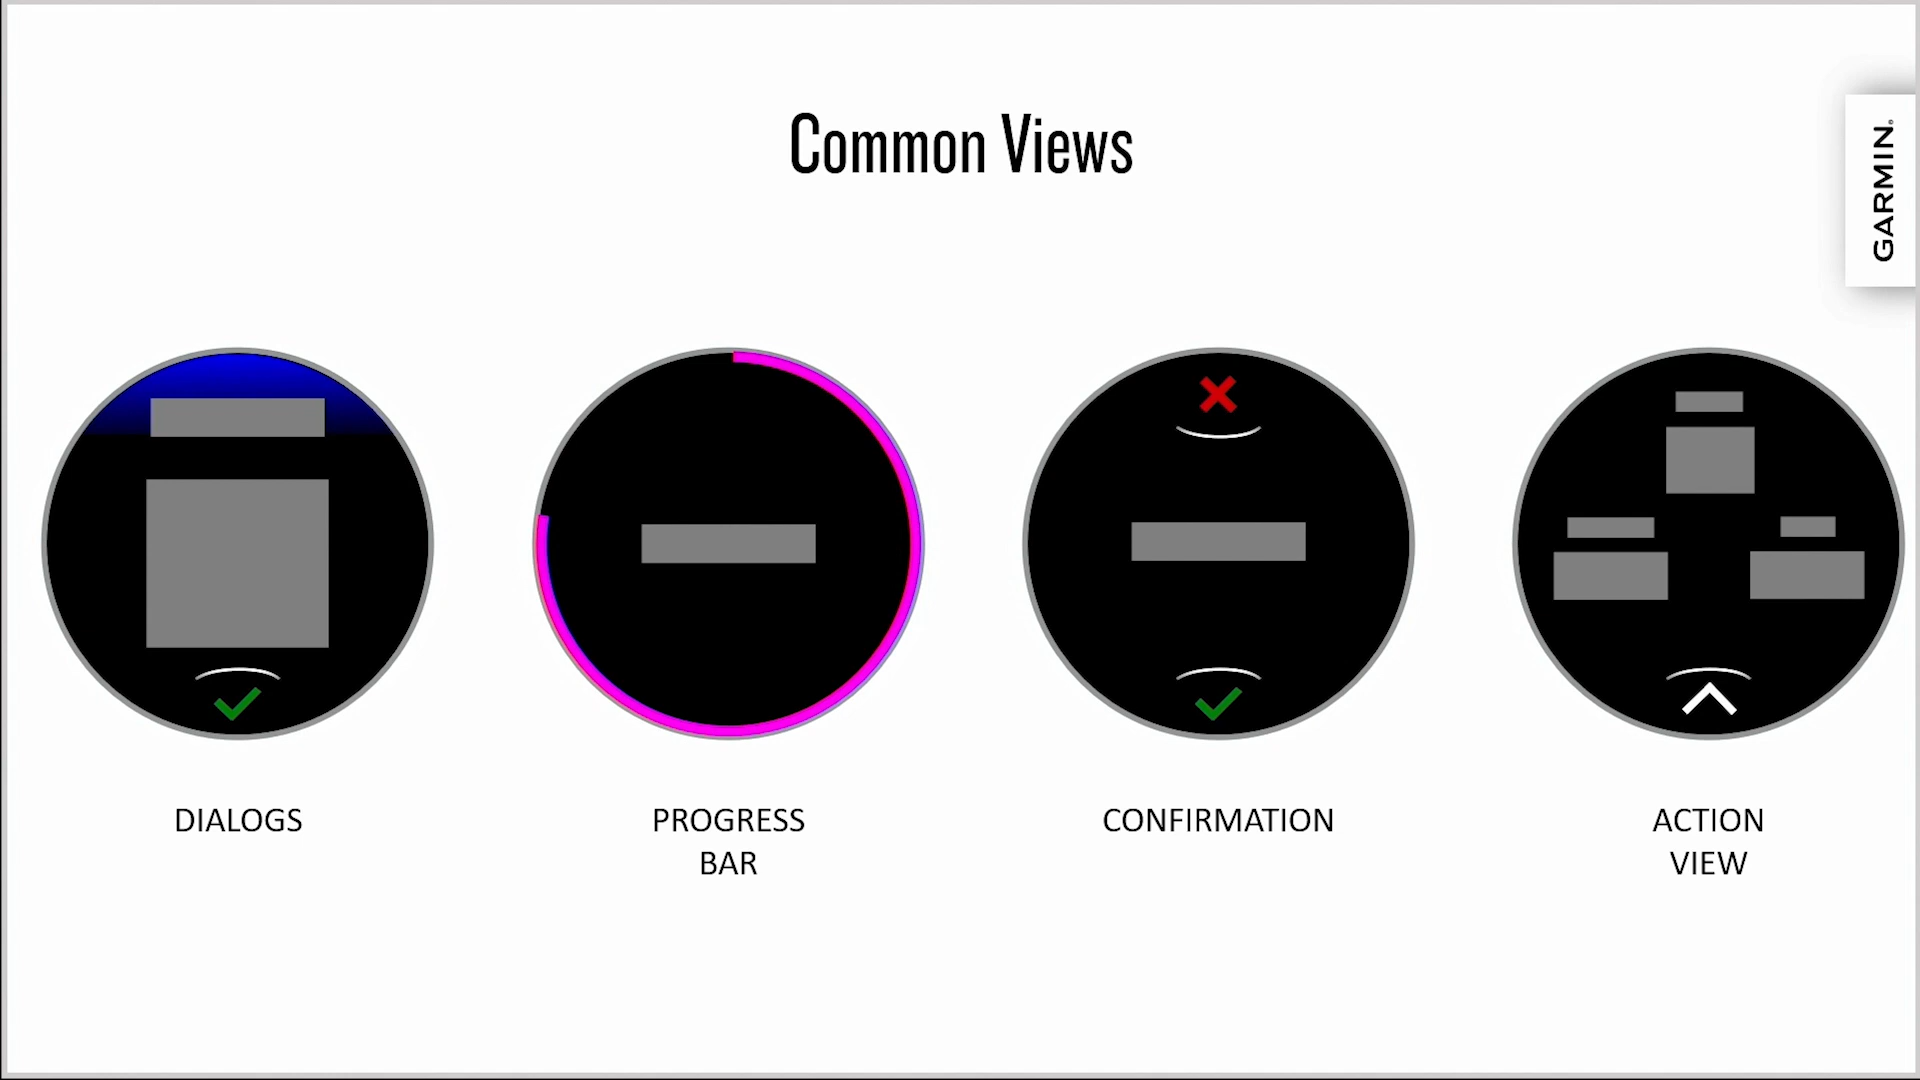 Common Views
GARMIN
DIALOGS
PROGRESS
BAR
CONFIRMATION
ACTION
VIEW